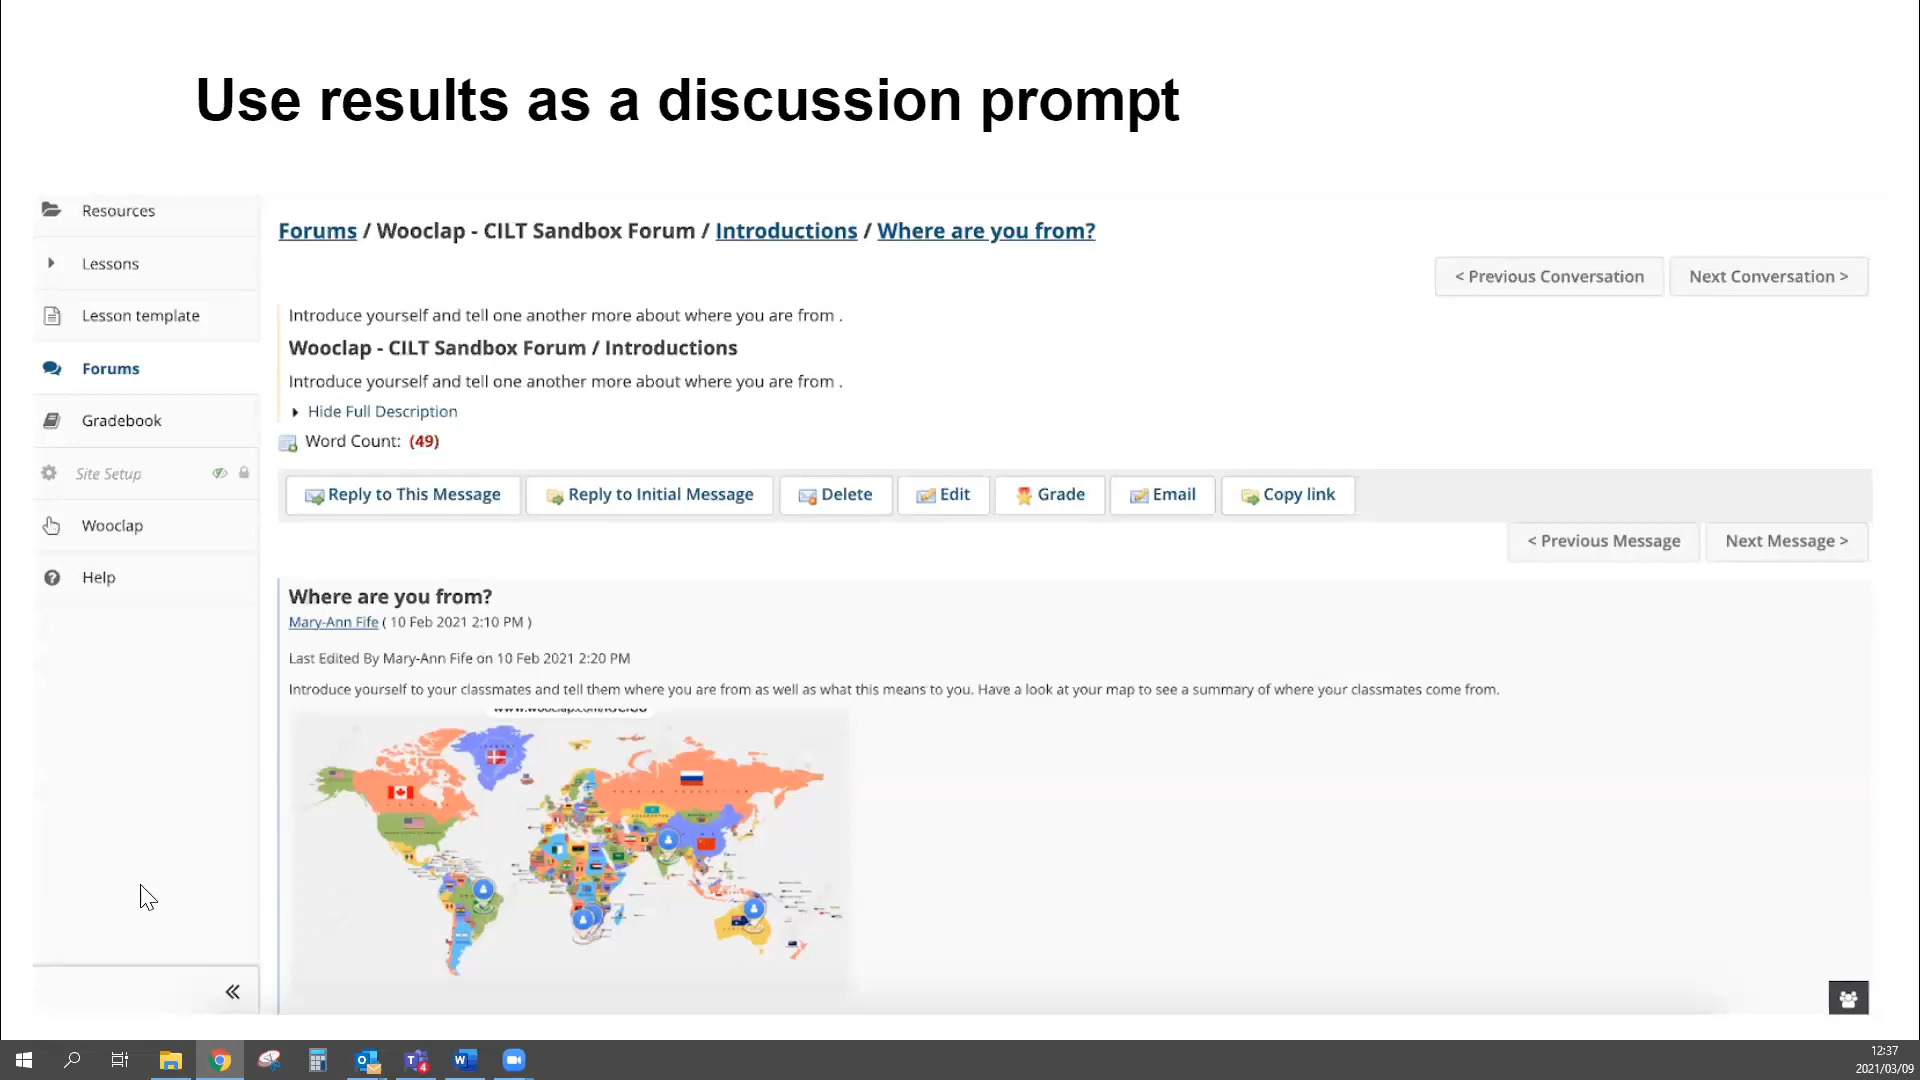 Use results as a discussion prompt
Resources
Lessons
Lesson template
Forums
Gradebook
Site Setup
Wooclap
Help
Forums / Wooclap - CILT Sandbox Forum / Introductions / Where are you from?
< Previous Conversation
Next Conversation >
Introduce yourself and tell one another more about where you are from .
Wooclap - CILT Sandbox Forum / Introductions
Introduce yourself and tell one another more about where you are from .
Hide Full Description
Word Count: (49)
Reply to This Message
Reply to Initial Message
Delete
Edit
Grade
Email
Copy link
< Previous Message
Next Message >
Where are you from?
Mary-Ann Fife ( 10 Feb 2021 2:10 PM )
Last Edited By Mary-Ann Fife on 10 Feb 2021 2:20 PM
Introduce yourself to your classmates and tell them where you are from as well as what this means to you. Have a look at your map to see a summary of where your classmates come from.
12:37
2021/03/09